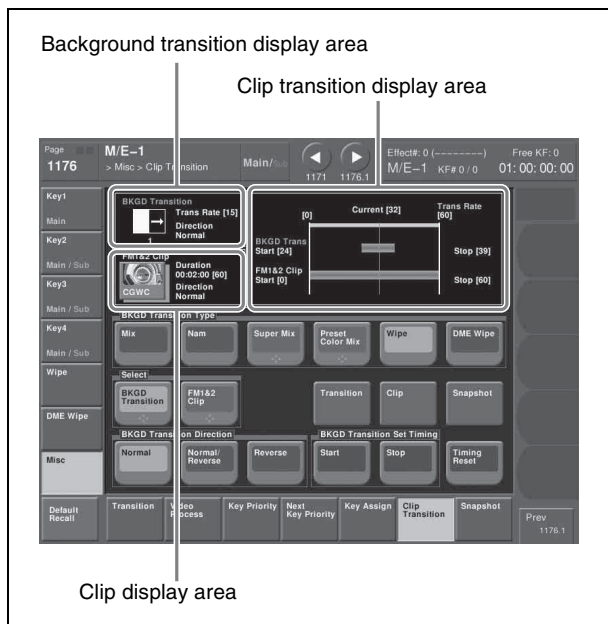 Background transition display area
Clip transition display area
Page
1176
M/E–1
> Misc > Clip Transition
Main/Sub
1171
1176.1
Effect#: 0 (--------)
M/E–1 KF# 0 / 0
Free KF: 0
01: 00: 00: 00
Key1
Main
Key2
Main / Sub
Key3
Main / Sub
Key4
Main / Sub
Wipe
DME Wipe
Misc
Default
Recall
BKGD Transition
1
Trans Rate [15]
Direction
Normal
FM1&2 Clip
CGWC
Duration
00:02:00 [60]
Direction
Normal
[0]
Current [32]
Trans Rate
[60]
BKGD Trans
Start [24]
Stop [39]
FM1&2 Clip
Start [0]
Stop [60]
BKGD Transition Type
Mix
Nam
Super Mix
Preset
Color Mix
Wipe
DME Wipe
Select
BKGD
Transition
FM1&2
Clip
Transition
Clip
Snapshot
BKGD Transition Direction
BKGD Transition Set Timing
Normal
Normal/
Reverse
Reverse
Start
Stop
Timing
Reset
Transition
Video
Process
Key Priority
Next
Key Priority
Key Assign
Clip
Transition
Snapshot
Prev
1176.1
Clip display area